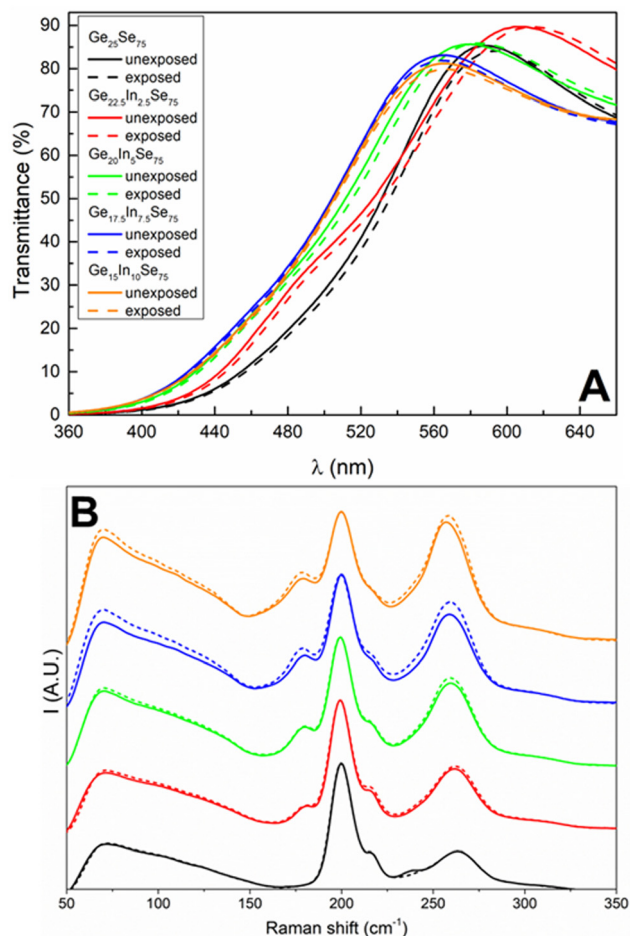 90
80
70
60
50
40
30
20
10
0
Transmittance (%)
Ge25Se75
unexposed
exposed
Ge22.5In2.5Se75
unexposed
exposed
Ge20In5Se75
unexposed
exposed
Ge17.5In7.5Se75
unexposed
exposed
Ge15In10Se75
unexposed
exposed
A
360 400 440 480 520 560 600 640
λ (nm)
B
I (A.U.)
50 100 150 200 250 300 350
Raman shift (cm-1)